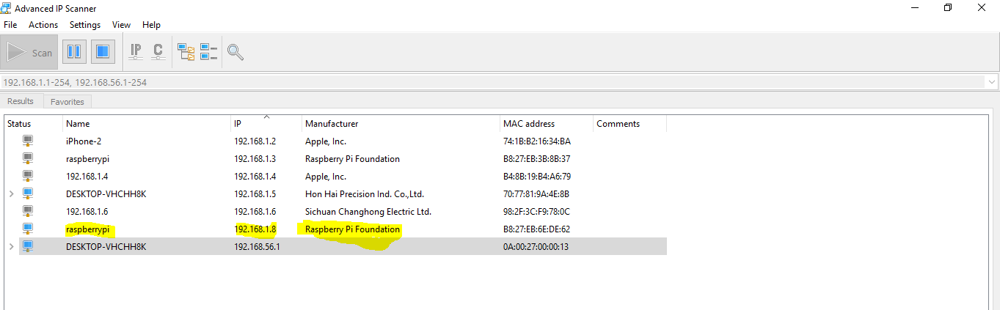 Advanced IP Scanner
File Actions Settings View Help
Scan IP C
192.168.1.1-254, 192.168.56.1-254
Results Favorites
Status Name IP Manufacturer MAC address Comments
iPhone-2 192.168.1.2 Apple, Inc. 74:1B:B2:16:34:BA
raspberrypi 192.168.1.3 Raspberry Pi Foundation B8:27:EB:3B:8B:37
192.168.1.4 192.168.1.4 Apple, Inc. B4:8B:19:B4:A6:79
DESKTOP-VHCHH8K 192.168.1.5 Hon Hai Precision Ind. Co.,Ltd. 70:77:81:9A:4E:8B
192.168.1.6 192.168.1.6 Sichuan Changhong Electric Ltd. 98:2F:3C:F9:78:0C
raspberrypi 192.168.1.8 Raspberry Pi Foundation B8:27:EB:6E:DE:62
DESKTOP-VHCHH8K 192.168.56.1 0A:00:27:00:00:13